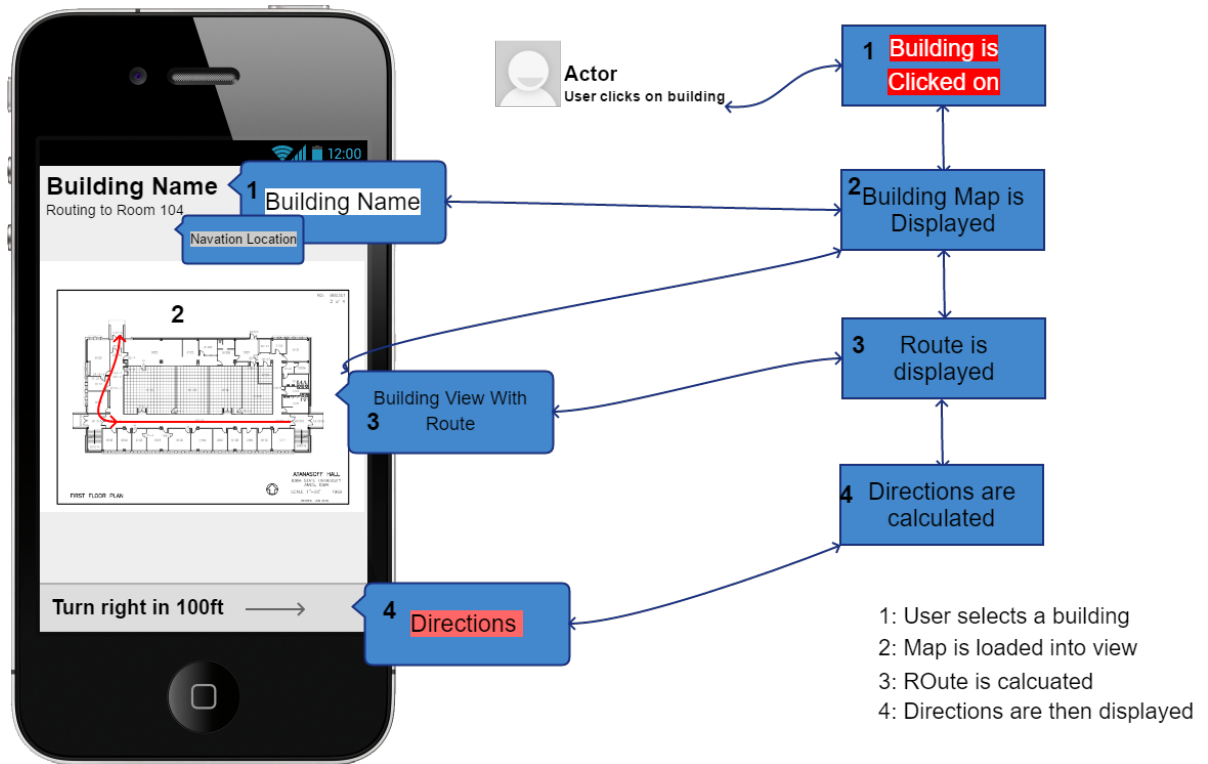 12:00
Building Name
Routing to Room 104
1
Building Name
Navation Location
2
FIRST FLOOR PLAN
ATANASOFF HALL
3
Building View With
Route
Turn right in 100ft
4
Directions
Actor
User clicks on building
1
Building is
Clicked on
2
Building Map is
Displayed
3
Route is
displayed
4
Directions are
calculated
1: User selects a building
2: Map is loaded into view
3: ROute is calcuated
4: Directions are then displayed